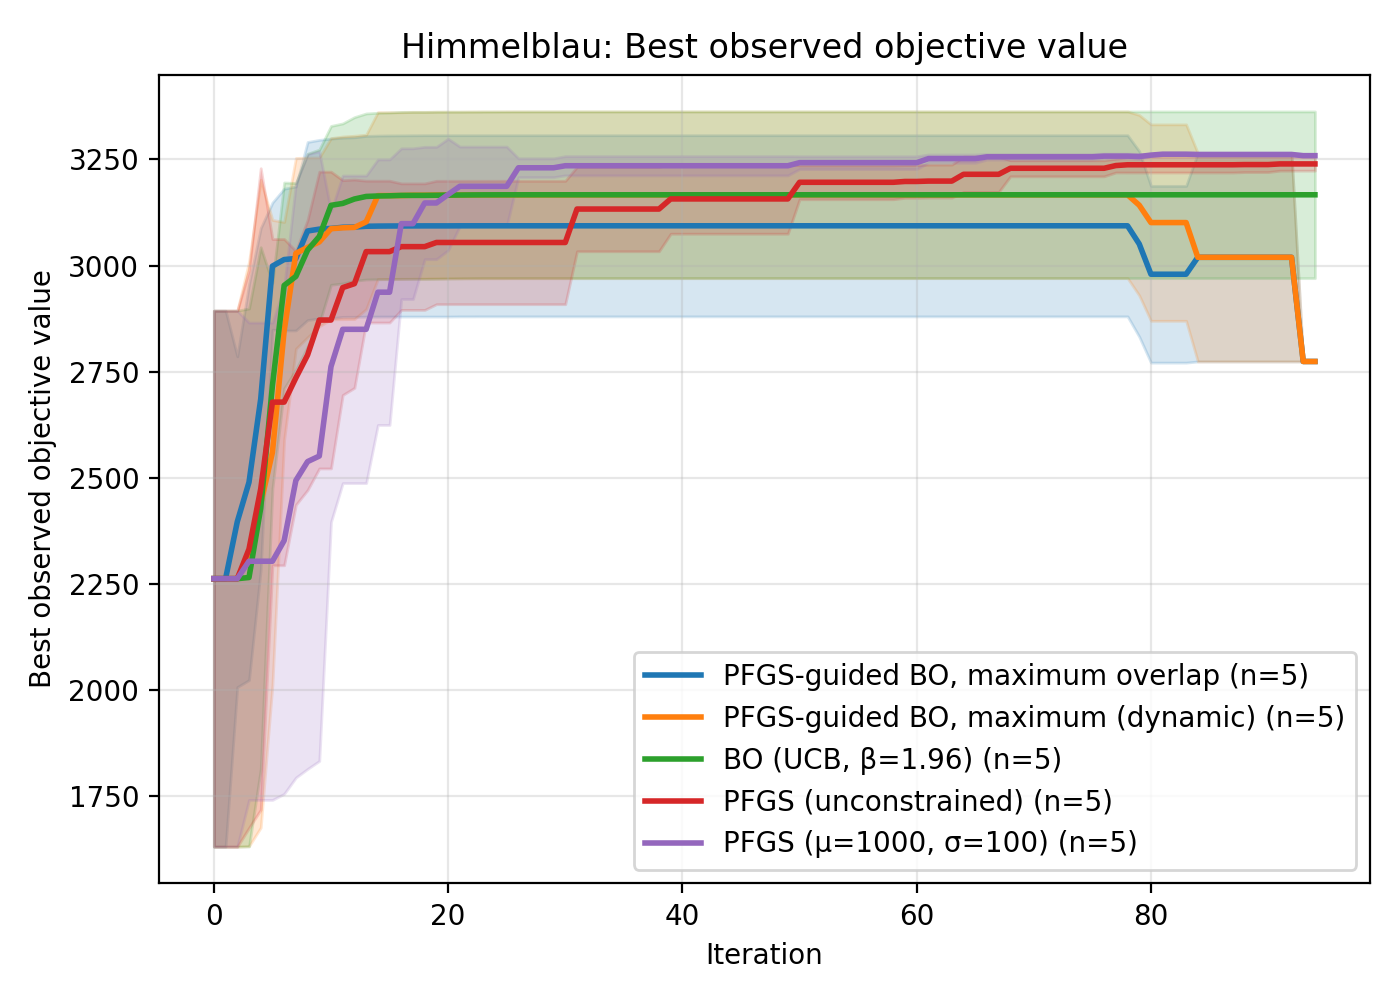 Himmelblau: Best observed objective value
Best observed objective value
3250
3000
2750
2500
2250
2000
1750
PFGS-guided BO, maximum overlap (n=5)
PFGS-guided BO, maximum (dynamic) (n=5)
BO (UCB, β=1.96) (n=5)
PFGS (unconstrained) (n=5)
PFGS (μ=1000, σ=100) (n=5)
0 20 40 60 80
Iteration